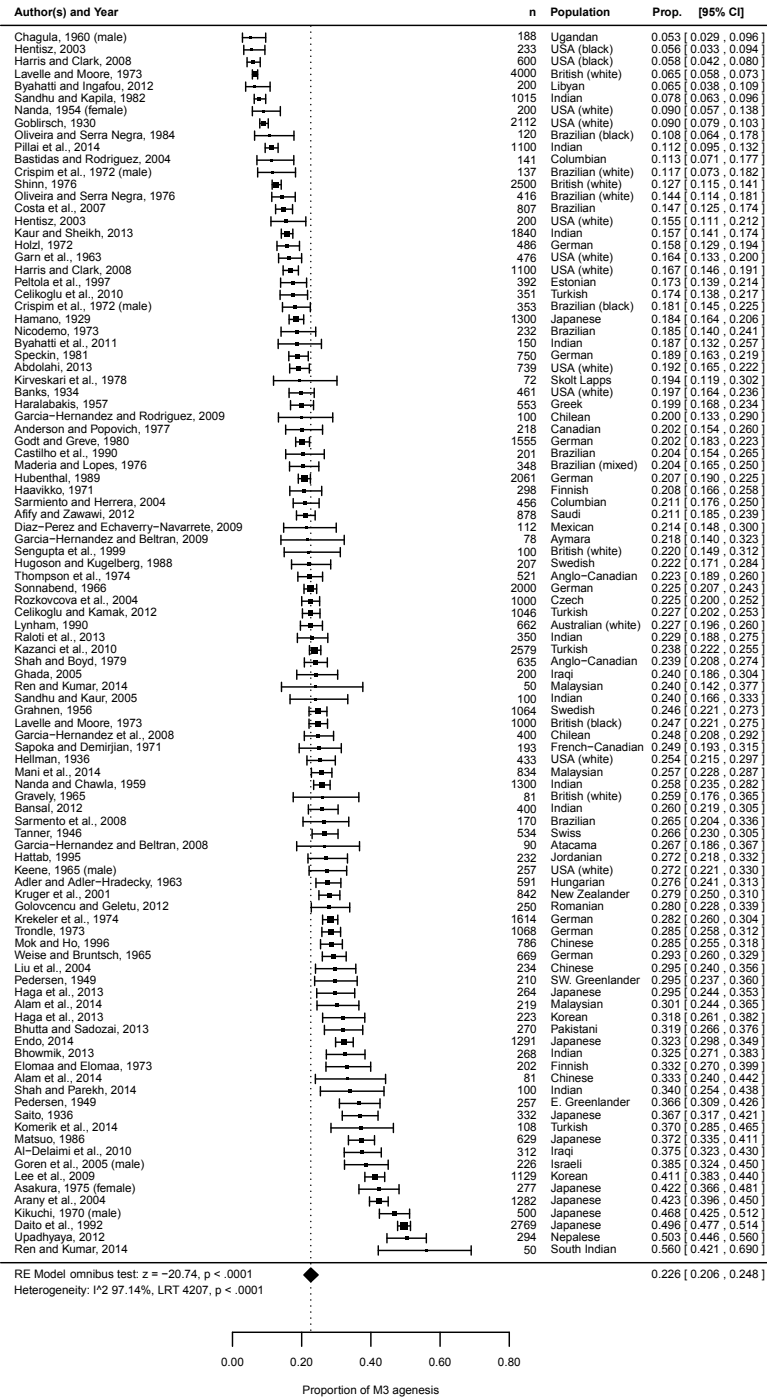 Author(s) and Year n Population Prop. [95% CI]
Chagula, 1960 (male) 188 Ugandan 0.053 [ 0.029 , 0.096 ]
Hentisz, 2003 233 USA (black) 0.056 [ 0.033 , 0.094 ]
Harris and Clark, 2008 600 USA (black) 0.058 [ 0.042 , 0.080 ]
Lavelle and Moore, 1973 4000 British (white) 0.065 [ 0.058 , 0.073 ]
Byahatti and Ingafou, 2012 200 Libyan 0.065 [ 0.038 , 0.109 ]
Sandhu and Kapila, 1982 1015 Indian 0.078 [ 0.063 , 0.096 ]
Nanda, 1954 (female) 200 USA (white) 0.090 [ 0.057 , 0.138 ]
Goblirsch, 1930 2112 USA (white) 0.090 [ 0.079 , 0.103 ]
Oliveira and Serra Negra, 1984 120 Brazilian (black) 0.108 [ 0.064 , 0.178 ]
Pillai et al., 2014 1100 Indian 0.112 [ 0.095 , 0.132 ]
Bastidas and Rodriguez, 2004 141 Columbian 0.113 [ 0.071 , 0.177 ]
Crispim et al., 1972 (male) 137 Brazilian (white) 0.117 [ 0.073 , 0.182 ]
Shinn, 1976 2500 British (white) 0.127 [ 0.115 , 0.141 ]
Oliveira and Serra Negra, 1976 416 Brazilian (white) 0.144 [ 0.114 , 0.181 ]
Costa et al., 2007 807 Brazilian 0.147 [ 0.125 , 0.174 ]
Hentisz, 2003 200 USA (white) 0.155 [ 0.111 , 0.212 ]
Kaur and Sheikh, 2013 1840 Indian 0.157 [ 0.141 , 0.174 ]
Holzl, 1972 486 German 0.158 [ 0.129 , 0.194 ]
Garn et al., 1963 476 USA (white) 0.164 [ 0.133 , 0.200 ]
Harris and Clark, 2008 1100 USA (white) 0.167 [ 0.146 , 0.191 ]
Peltola et al., 1997 392 Estonian 0.173 [ 0.139 , 0.214 ]
Celikoglu et al., 2010 351 Turkish 0.174 [ 0.138 , 0.217 ]
Crispim et al., 1972 (male) 353 Brazilian (black) 0.181 [ 0.145 , 0.225 ]
Hamano, 1929 1300 Japanese 0.184 [ 0.164 , 0.206 ]
Nicodemo, 1973 232 Brazilian 0.185 [ 0.140 , 0.241 ]
Byahatti et al., 2011 150 Indian 0.187 [ 0.132 , 0.257 ]
Speckin, 1981 750 German 0.189 [ 0.163 , 0.219 ]
Abdolahi, 2013 739 USA (white) 0.192 [ 0.165 , 0.222 ]
Kirveskari et al., 1978 72 Skolt Lapps 0.194 [ 0.119 , 0.302 ]
Banks, 1934 461 USA (white) 0.197 [ 0.164 , 0.236 ]
Haralabakis, 1957 553 Greek 0.199 [ 0.168 , 0.234 ]
Garcia−Hernandez and Rodriguez, 2009 100 Chilean 0.200 [ 0.133 , 0.290 ]
Anderson and Popovich, 1977 218 Canadian 0.202 [ 0.154 , 0.260 ]
Godt and Greve, 1980 1555 German 0.202 [ 0.183 , 0.223 ]
Castilho et al., 1990 201 Brazilian 0.204 [ 0.154 , 0.265 ]
Maderia and Lopes, 1976 348 Brazilian (mixed) 0.204 [ 0.165 , 0.250 ]
Hubenthal, 1989 2061 German 0.207 [ 0.190 , 0.225 ]
Haavikko, 1971 298 Finnish 0.208 [ 0.166 , 0.258 ]
Sarmiento and Herrera, 2004 456 Columbian 0.211 [ 0.176 , 0.250 ]
Afify and Zawawi, 2012 878 Saudi 0.211 [ 0.185 , 0.239 ]
Diaz−Perez and Echaverry−Navarrete, 2009 112 Mexican 0.214 [ 0.148 , 0.300 ]
Garcia−Hernandez and Beltran, 2009 78 Aymara 0.218 [ 0.140 , 0.323 ]
Sengupta et al., 1999 100 British (white) 0.220 [ 0.149 , 0.312 ]
Hugoson and Kugelberg, 1988 207 Swedish 0.222 [ 0.171 , 0.284 ]
Thompson et al., 1974 521 Anglo−Canadian 0.223 [ 0.189 , 0.260 ]
Sonnabend, 1966 2000 German 0.225 [ 0.207 , 0.243 ]
Rozkovcova et al., 2004 1000 Czech 0.225 [ 0.200 , 0.252 ]
Celikoglu and Kamak, 2012 1046 Turkish 0.227 [ 0.202 , 0.253 ]
Lynham, 1990 662 Australian (white) 0.227 [ 0.196 , 0.260 ]
Raloti et al., 2013 350 Indian 0.229 [ 0.188 , 0.275 ]
Kazanci et al., 2010 2579 Turkish 0.238 [ 0.222 , 0.255 ]
Shah and Boyd, 1979 635 Anglo−Canadian 0.239 [ 0.208 , 0.274 ]
Ghada, 2005 200 Iraqi 0.240 [ 0.186 , 0.304 ]
Ren and Kumar, 2014 50 Malaysian 0.240 [ 0.142 , 0.377 ]
Sandhu and Kaur, 2005 100 Indian 0.240 [ 0.166 , 0.333 ]
Grahnen, 1956 1064 Swedish 0.246 [ 0.221 , 0.273 ]
Lavelle and Moore, 1973 1000 British (black) 0.247 [ 0.221 , 0.275 ]
Garcia−Hernandez et al., 2008 400 Chilean 0.248 [ 0.208 , 0.292 ]
Sapoka and Demirjian, 1971 193 French−Canadian 0.249 [ 0.193 , 0.315 ]
Hellman, 1936 433 USA (white) 0.254 [ 0.215 , 0.297 ]
Mani et al., 2014 834 Malaysian 0.257 [ 0.228 , 0.287 ]
Nanda and Chawla, 1959 1300 Indian 0.258 [ 0.235 , 0.282 ]
Gravely, 1965 81 British (white) 0.259 [ 0.176 , 0.365 ]
Bansal, 2012 400 Indian 0.260 [ 0.219 , 0.305 ]
Sarmento et al., 2008 170 Brazilian 0.265 [ 0.204 , 0.336 ]
Tanner, 1946 534 Swiss 0.266 [ 0.230 , 0.305 ]
Garcia−Hernandez and Beltran, 2008 90 Atacama 0.267 [ 0.186 , 0.367 ]
Hattab, 1995 232 Jordanian 0.272 [ 0.218 , 0.332 ]
Keene, 1965 (male) 257 USA (white) 0.272 [ 0.221 , 0.330 ]
Adler and Adler−Hradecky, 1963 591 Hungarian 0.276 [ 0.241 , 0.313 ]
Kruger et al., 2001 842 New Zealander 0.279 [ 0.250 , 0.310 ]
Golovcencu and Geletu, 2012 250 Romanian 0.280 [ 0.228 , 0.339 ]
Krekeler et al., 1974 1614 German 0.282 [ 0.260 , 0.304 ]
Trondle, 1973 1068 German 0.285 [ 0.258 , 0.312 ]
Mok and Ho, 1996 786 Chinese 0.285 [ 0.255 , 0.318 ]
Weise and Bruntsch, 1965 669 German 0.293 [ 0.260 , 0.329 ]
Liu et al., 2004 234 Chinese 0.295 [ 0.240 , 0.356 ]
Pedersen, 1949 210 SW. Greenlander 0.295 [ 0.237 , 0.360 ]
Haga et al., 2013 264 Japanese 0.295 [ 0.244 , 0.353 ]
Alam et al., 2014 219 Malaysian 0.301 [ 0.244 , 0.365 ]
Haga et al., 2013 223 Korean 0.318 [ 0.261 , 0.382 ]
Bhutta and Sadozai, 2013 270 Pakistani 0.319 [ 0.266 , 0.376 ]
Endo, 2014 1291 Japanese 0.323 [ 0.298 , 0.349 ]
Bhowmik, 2013 268 Indian 0.325 [ 0.271 , 0.383 ]
Elomaa and Elomaa, 1973 202 Finnish 0.332 [ 0.270 , 0.399 ]
Alam et al., 2014 81 Chinese 0.333 [ 0.240 , 0.442 ]
Shah and Parekh, 2014 100 Indian 0.340 [ 0.254 , 0.438 ]
Pedersen, 1949 257 E. Greenlander 0.366 [ 0.309 , 0.426 ]
Saito, 1936 332 Japanese 0.367 [ 0.317 , 0.421 ]
Komerik et al., 2014 108 Turkish 0.370 [ 0.285 , 0.465 ]
Matsuo, 1986 629 Japanese 0.372 [ 0.335 , 0.411 ]
Al−Delaimi et al., 2010 312 Iraqi 0.375 [ 0.323 , 0.430 ]
Goren et al., 2005 (male) 226 Israeli 0.385 [ 0.324 , 0.450 ]
Lee et al., 2009 1129 Korean 0.411 [ 0.383 , 0.440 ]
Asakura, 1975 (female) 277 Japanese 0.422 [ 0.366 , 0.481 ]
Arany et al., 2004 1282 Japanese 0.423 [ 0.396 , 0.450 ]
Kikuchi, 1970 (male) 500 Japanese 0.468 [ 0.425 , 0.512 ]
Daito et al., 1992 2769 Japanese 0.496 [ 0.477 , 0.514 ]
Upadhyaya, 2012 294 Nepalese 0.503 [ 0.446 , 0.560 ]
Ren and Kumar, 2014 50 South Indian 0.560 [ 0.421 , 0.690 ]
RE Model omnibus test: z = −20.74, p < .0001 0.226 [ 0.206 , 0.248 ]
Heterogeneity: I^2 97.14%, LRT 4207, p < .0001
0.00 0.20 0.40 0.60 0.80
Proportion of M3 agenesis